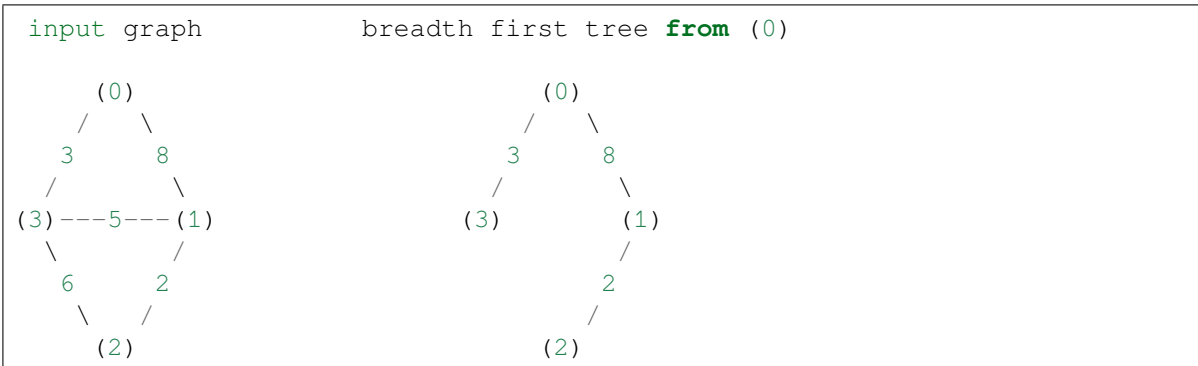 input graph             breadth first tree from (0)
     (0)                         (0)
    /   \                       /   \
   3     8                     3     8
  /       \                   /       \
(3)---5---(1)               (3)       (1)
  \       /                           /
   6     2                           2
    \   /                           /
     (2)                         (2)